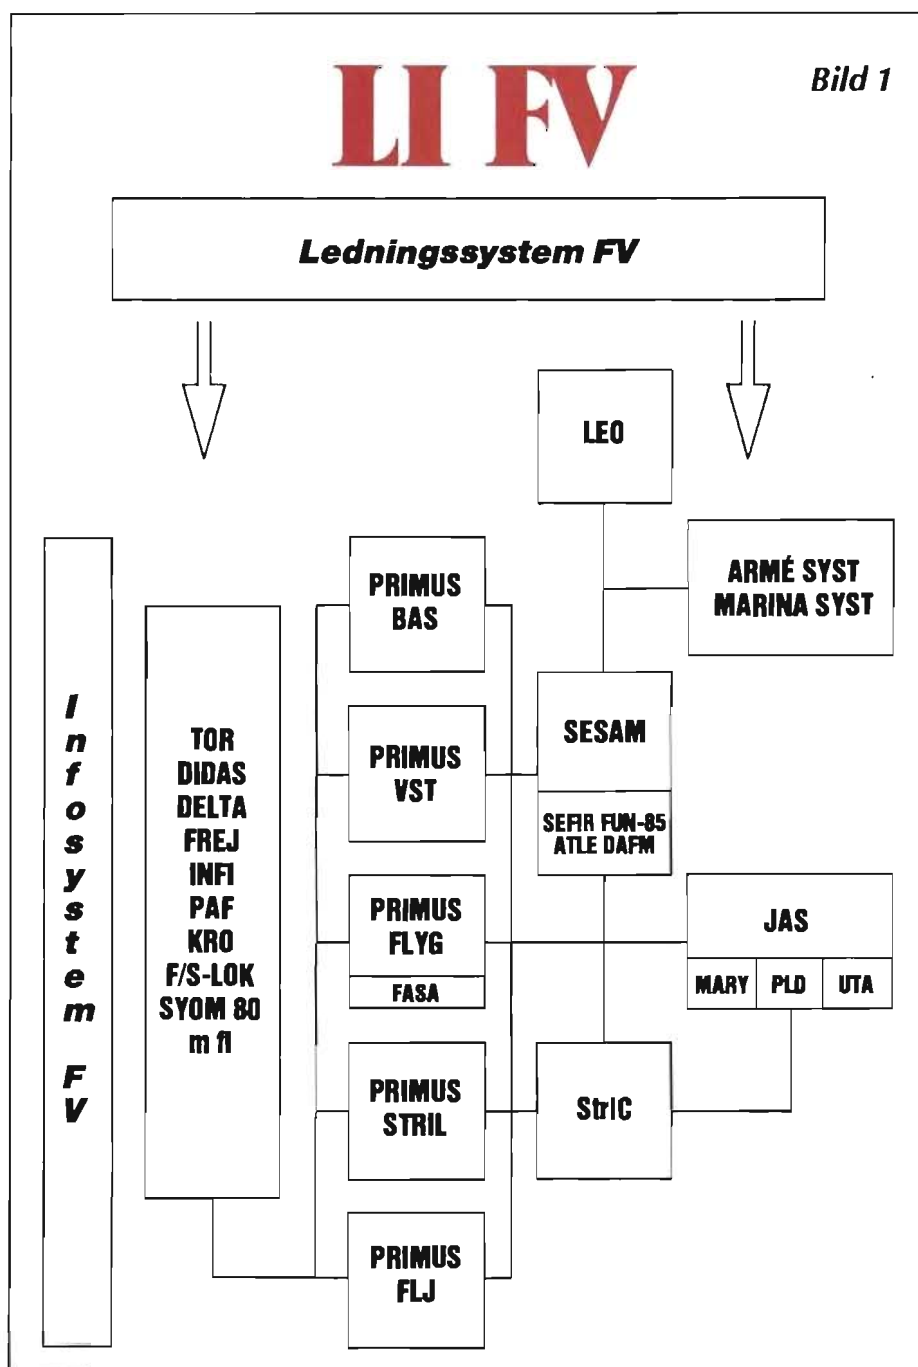 Bild 1
LI FV
Ledningssystem FV
LEO
ARMÉ SYST
MARINA SYST
Infosystem FV
TOR
DIDAS
DELTA
FREJ
INFI
PAF
KRO
F/S-LOK
SYOM 80
m fl
PRIMUS
BAS
PRIMUS
VST
PRIMUS
FLYG
FASA
PRIMUS
STRIL
PRIMUS
FLJ
SESAM
SEFIR FUN-85
ATLE DAFM
StrIC
JAS
MARY PLD UTA